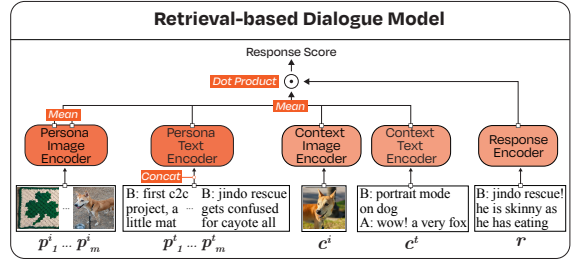 Retrieval-based Dialogue Model
Response Score
Dot Product
Mean
Mean
Persona
Image
Encoder
Persona
Text
Encoder
Context
Image
Encoder
Context
Text
Encoder
Response
Encoder
Concat
B: first c2c
project, a
little mat
...
B: jindo rescue
gets confused
for cayote all
B: portrait mode
on dog
A: wow! a very fox
B: jindo rescue!
he is skinny as
he has eating
p^i_1 ... p^i_m
p^t_1 ... p^t_m
c^i
c^t
r